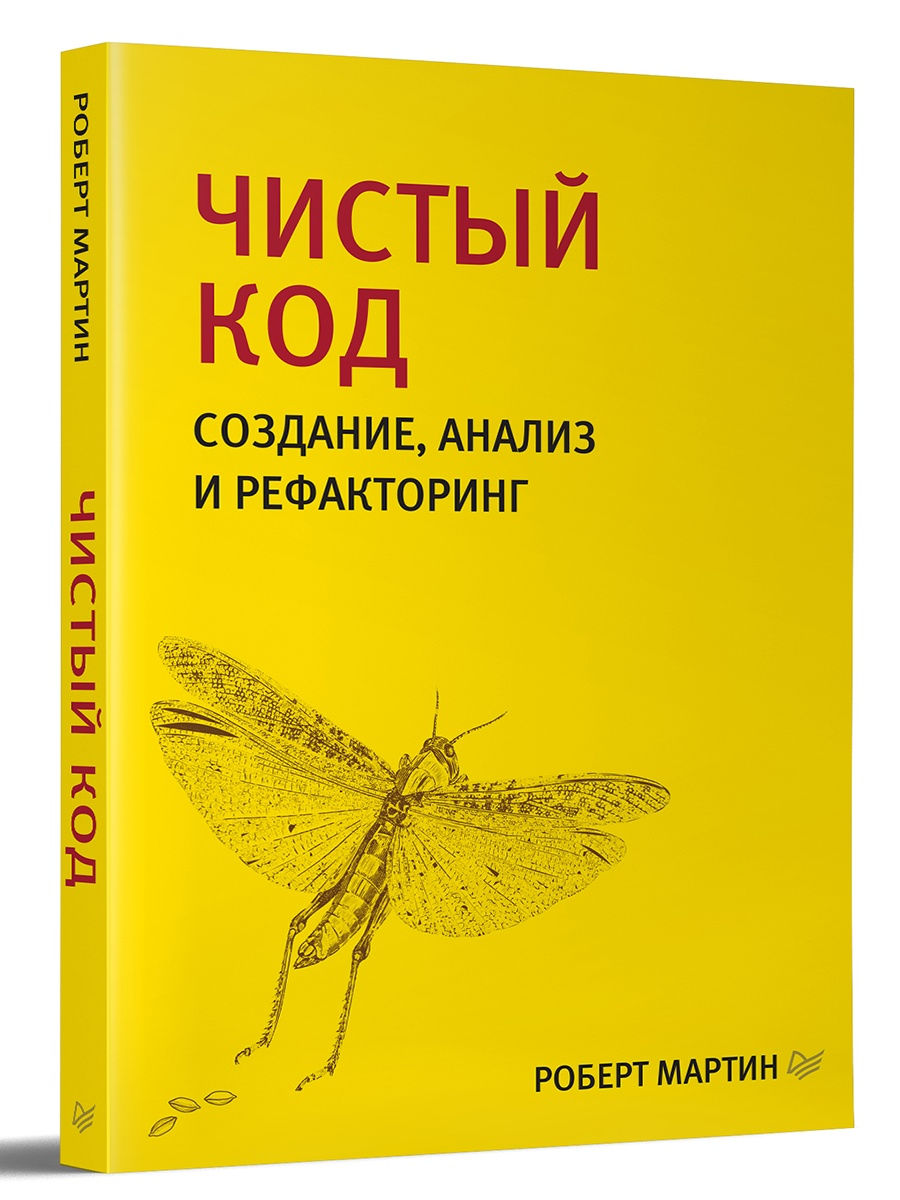 РОБЕРТ МАРТИН
ЧИСТЫЙ КОД
ЧИСТЫЙ
КОД
СОЗДАНИЕ, АНАЛИЗ
И РЕФАКТОРИНГ
РОБЕРТ МАРТИН